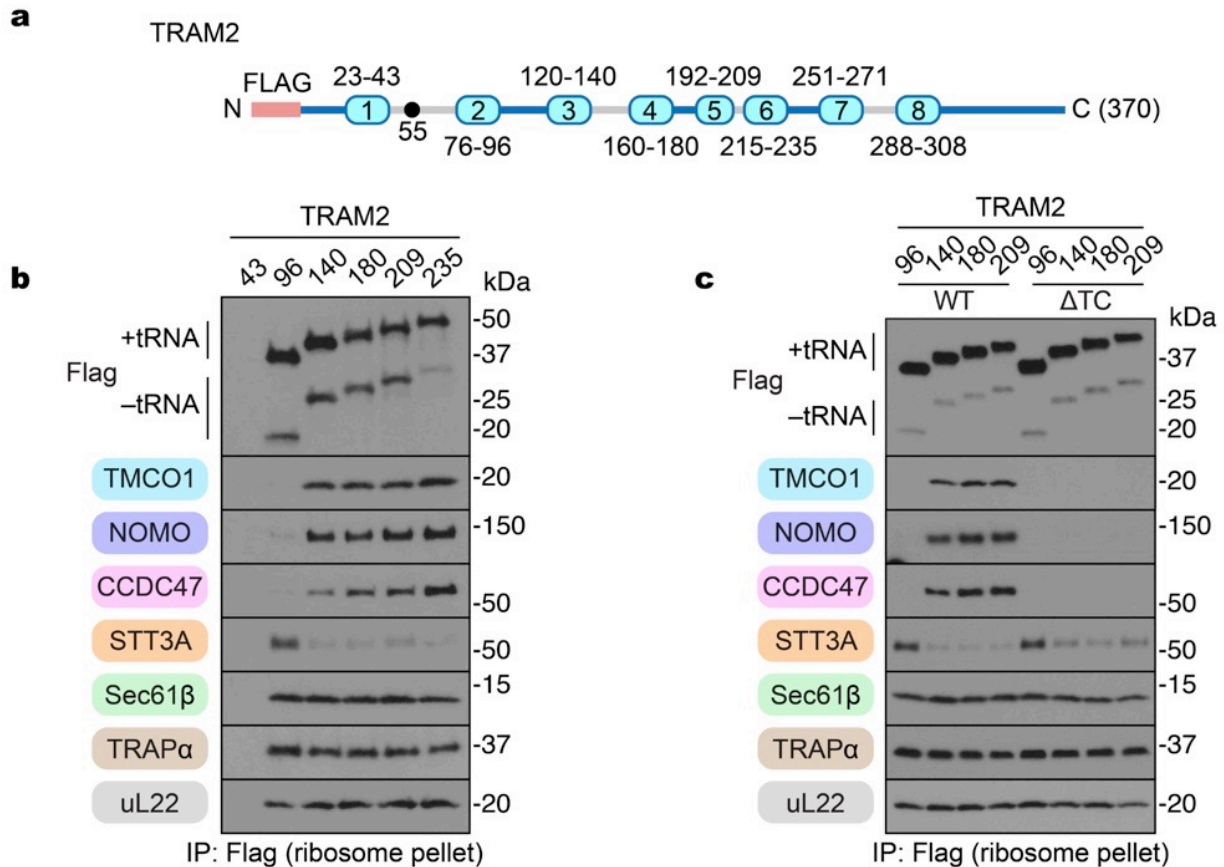 a
TRAM2
23-43 120-140 192-209 251-271
FLAG
N 1 2 3 4 5 6 7 8 C (370)
55
76-96 160-180 215-235 288-308
b
TRAM2
43 96 140 180 209 235
kDa
+tRNA
Flag
–tRNA
-50
-37
-25
-20
TMCO1 -20
NOMO -150
CCDC47 -50
STT3A -50
Sec61β -15
TRAPα -37
uL22 -20
IP: Flag (ribosome pellet)
c
TRAM2
96 140 180 209 96 140 180 209
WT ΔTC
kDa
+tRNA
Flag
–tRNA
-37
-25
-20
TMCO1 -20
NOMO -150
CCDC47 -50
STT3A -50
Sec61β -15
TRAPα -37
uL22 -20
IP: Flag (ribosome pellet)